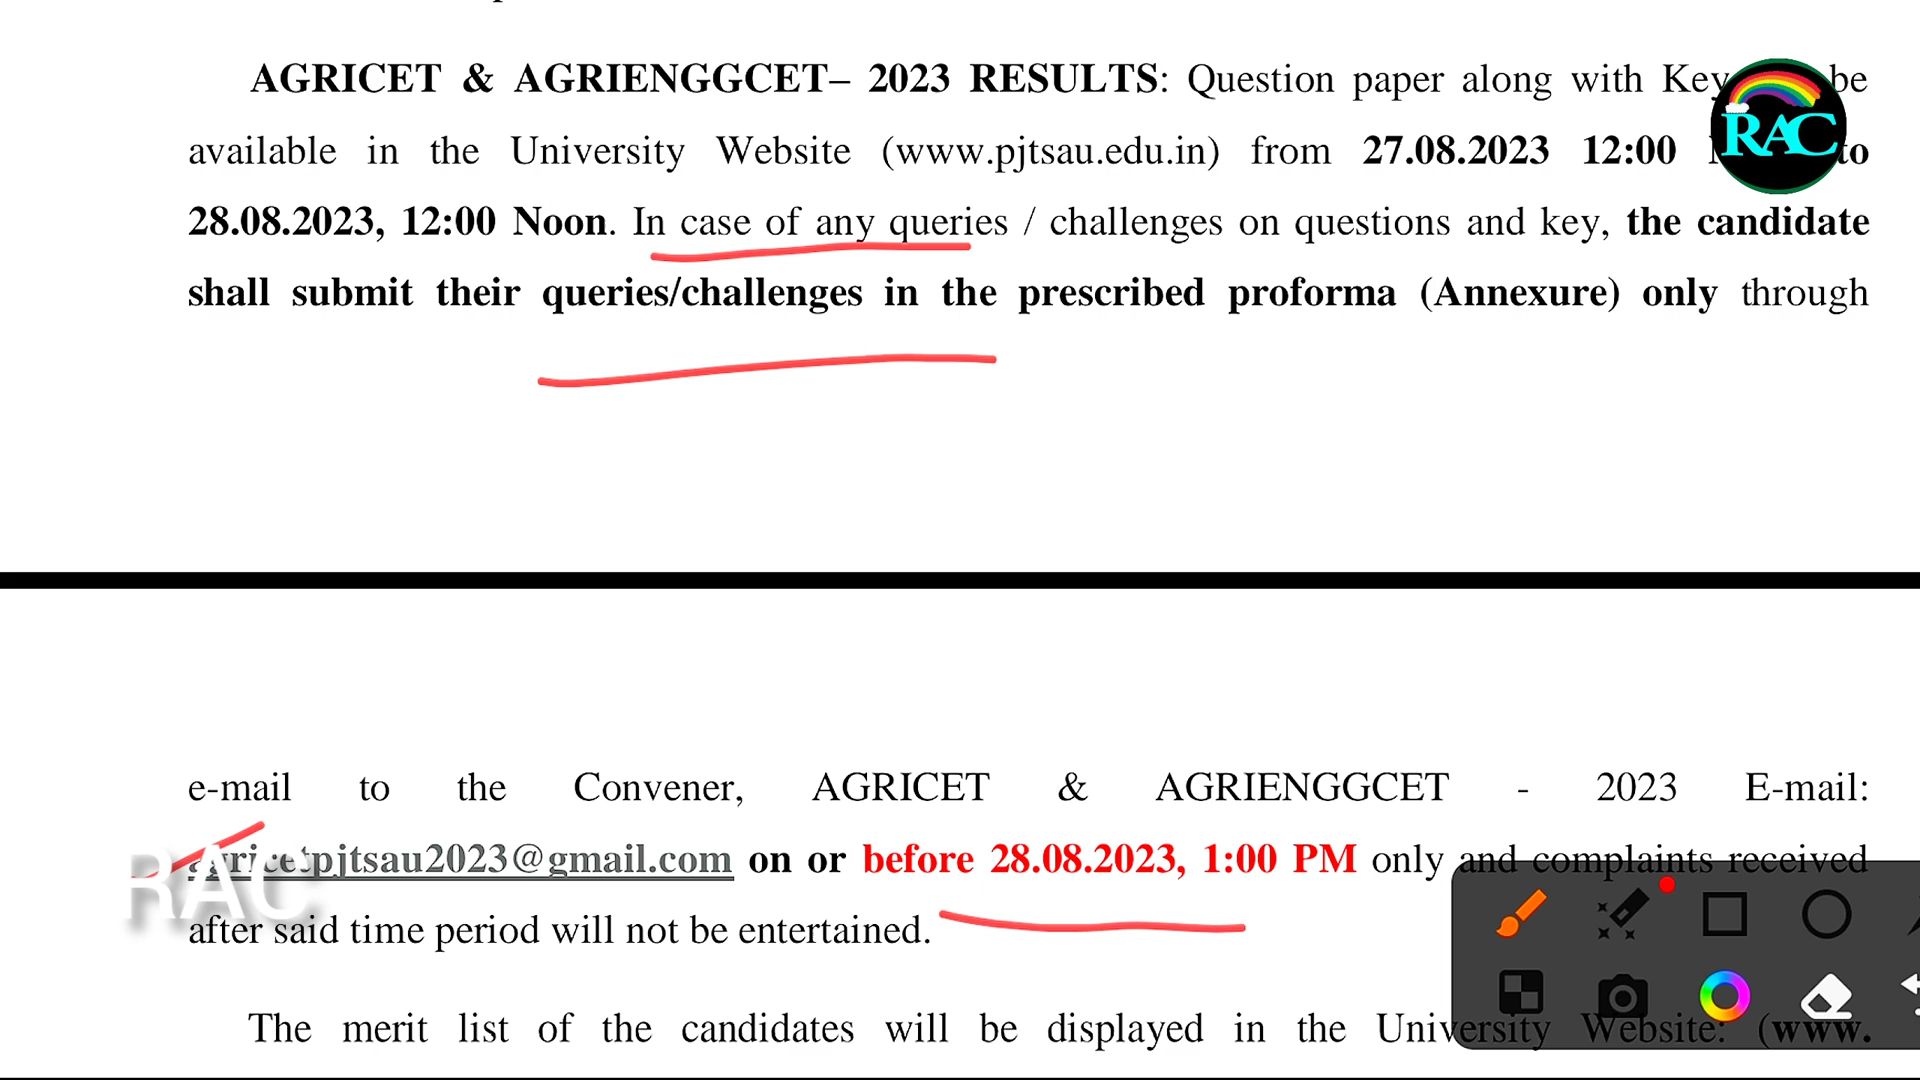 AGRICET & AGRIENGGCET– 2023 RESULTS: Question paper along with Key be
available in the University Website (www.pjtsau.edu.in) from 27.08.2023 12:00 to
28.08.2023, 12:00 Noon. In case of any queries / challenges on questions and key, the candidate
shall submit their queries/challenges in the prescribed proforma (Annexure) only through
RAC
e-mail to the Convener, AGRICET & AGRIENGGCET - 2023 E-mail:
agricetpjtsau2023@gmail.com on or before 28.08.2023, 1:00 PM only and complaints received
RAC
after said time period will not be entertained.
The merit list of the candidates will be displayed in the University Website: (www.